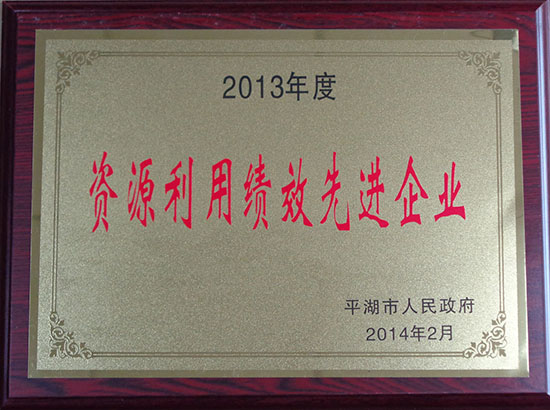 2013年度
资源利用绩效先进企业
平湖市人民政府
2014年2月